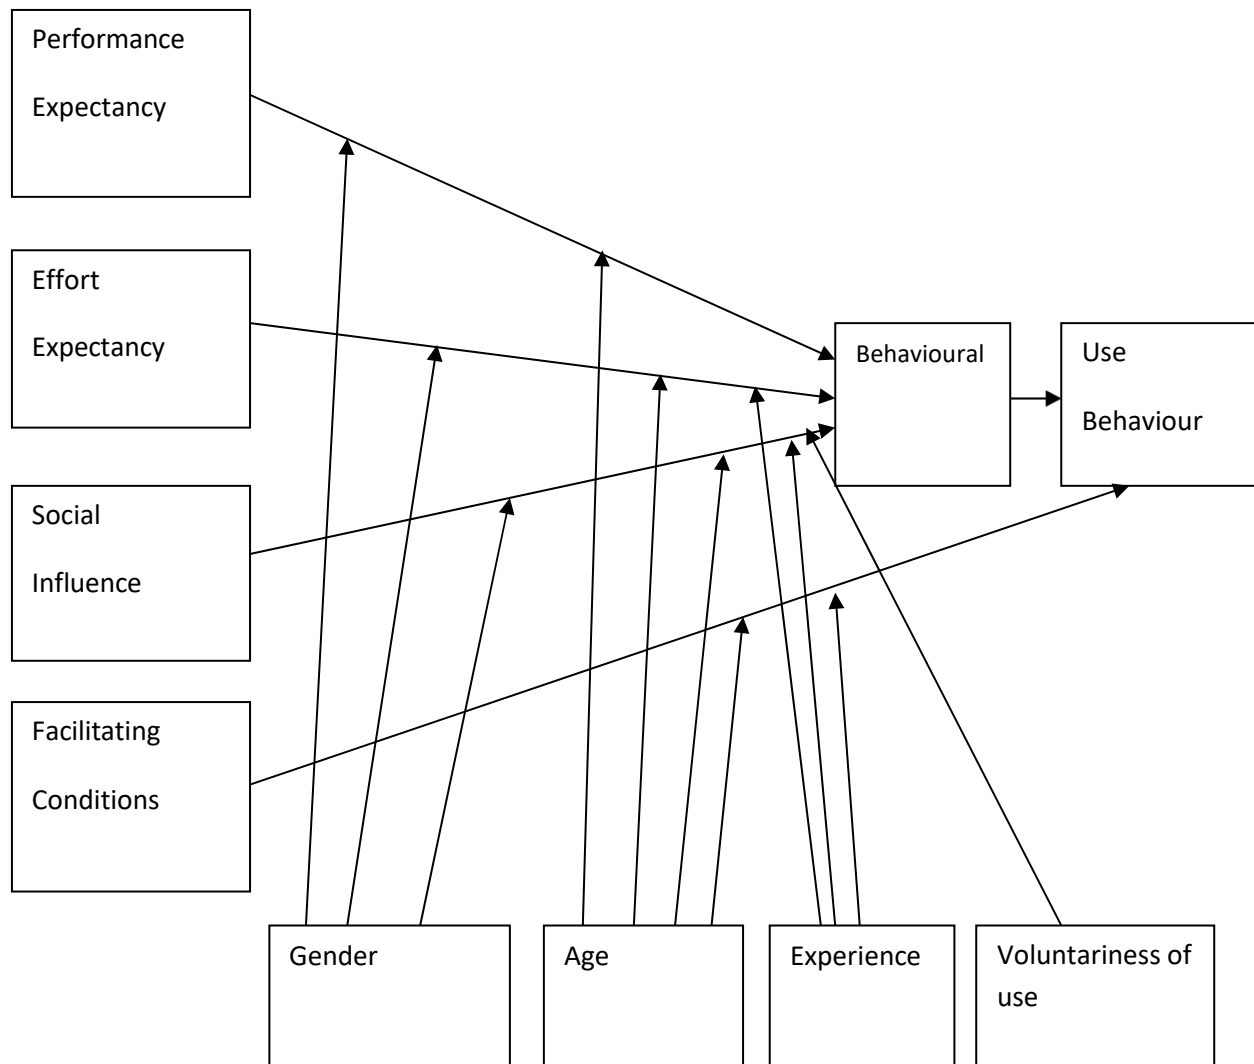 Performance
Expectancy
Effort
Expectancy
Behavioural
Use
Behaviour
Social
Influence
Facilitating
Conditions
Gender
Age
Experience
Voluntariness of
use